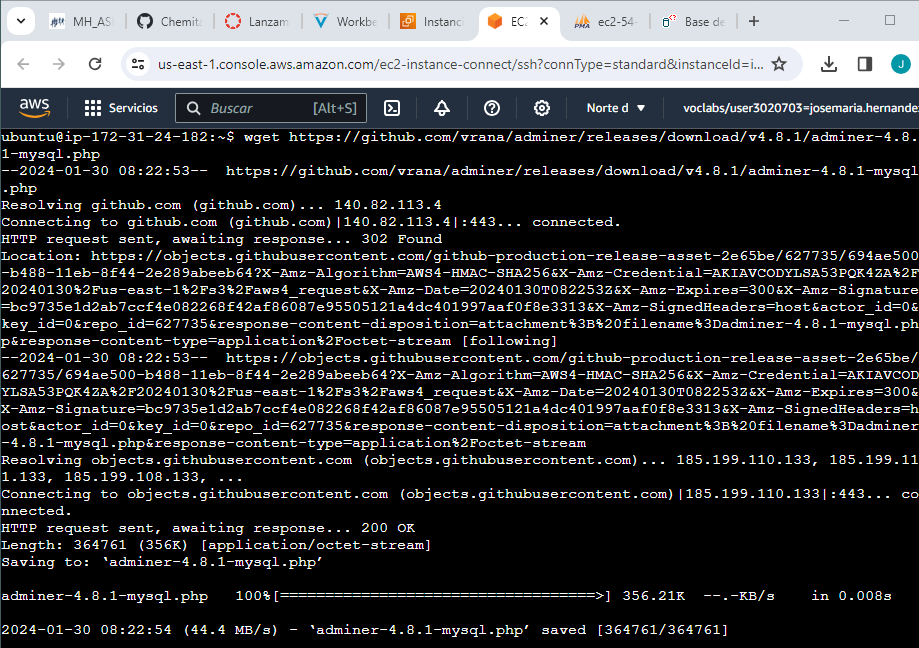 MH_AS
Chemit
Lanzam
Workbe
Instanc
EC2
ec2-54-
Base de
us-east-1.console.aws.amazon.com/ec2-instance-connect/ssh?connType=standard&instanceId=i...
J
aws
Servicios
Buscar
[Alt+S]
Norte d
voclabs/user3020703=josemaria.hernande
ubuntu@ip-172-31-24-182:~$ wget https://github.com/vrana/adminer/releases/download/v4.8.1/adminer-4.8.
1-mysql.php
--2024-01-30 08:22:53--  https://github.com/vrana/adminer/releases/download/v4.8.1/adminer-4.8.1-mysql
.php
Resolving github.com (github.com)... 140.82.113.4
Connecting to github.com (github.com)|140.82.113.4|:443... connected.
HTTP request sent, awaiting response... 302 Found
Location: https://objects.githubusercontent.com/github-production-release-asset-2e65be/627735/694ae500
-b488-11eb-8f44-2e289abeeb64?X-Amz-Algorithm=AWS4-HMAC-SHA256&X-Amz-Credential=AKIAVCODYLSA53PQK4ZA%2F
20240130%2Fus-east-1%2Fs3%2Faws4_request&X-Amz-Date=20240130T082253Z&X-Amz-Expires=300&X-Amz-Signature
=bc9735e1d2ab7ccf4e082268f42af86087e95505121a4dc401997aaf0f8e3313&X-Amz-SignedHeaders=host&actor_id=0&
key_id=0&repo_id=627735&response-content-disposition=attachment%3B%20filename%3Dadminer-4.8.1-mysql.ph
p&response-content-type=application%2Foctet-stream [following]
--2024-01-30 08:22:53--  https://objects.githubusercontent.com/github-production-release-asset-2e65be/
627735/694ae500-b488-11eb-8f44-2e289abeeb64?X-Amz-Algorithm=AWS4-HMAC-SHA256&X-Amz-Credential=AKIAVCOD
YLSA53PQK4ZA%2F20240130%2Fus-east-1%2Fs3%2Faws4_request&X-Amz-Date=20240130T082253Z&X-Amz-Expires=300&
X-Amz-Signature=bc9735e1d2ab7ccf4e082268f42af86087e95505121a4dc401997aaf0f8e3313&X-Amz-SignedHeaders=h
ost&actor_id=0&key_id=0&repo_id=627735&response-content-disposition=attachment%3B%20filename%3Dadminer
-4.8.1-mysql.php&response-content-type=application%2Foctet-stream
Resolving objects.githubusercontent.com (objects.githubusercontent.com)... 185.199.110.133, 185.199.11
1.133, 185.199.108.133, ...
Connecting to objects.githubusercontent.com (objects.githubusercontent.com)|185.199.110.133|:443... co
nnected.
HTTP request sent, awaiting response... 200 OK
Length: 364761 (356K) [application/octet-stream]
Saving to: ‘adminer-4.8.1-mysql.php’
adminer-4.8.1-mysql.php   100%[===================================>] 356.21K  --.-KB/s    in 0.008s
2024-01-30 08:22:54 (44.4 MB/s) - ‘adminer-4.8.1-mysql.php’ saved [364761/364761]